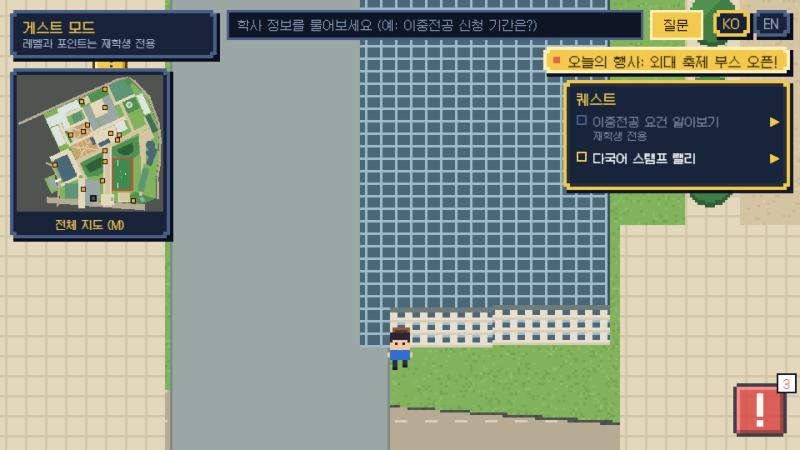 게스트 모드
레벨과 포인트는 재학생 전용
학사 정보를 물어보세요 (예: 이중전공 신청 기간은?)
질문
KO
EN
오늘의 행사: 외대 축제 부스 오픈!
퀘스트
이중전공 요건 알아보기
재학생 전용
다국어 스탬프 랠리
전체 지도 (M)
3
!